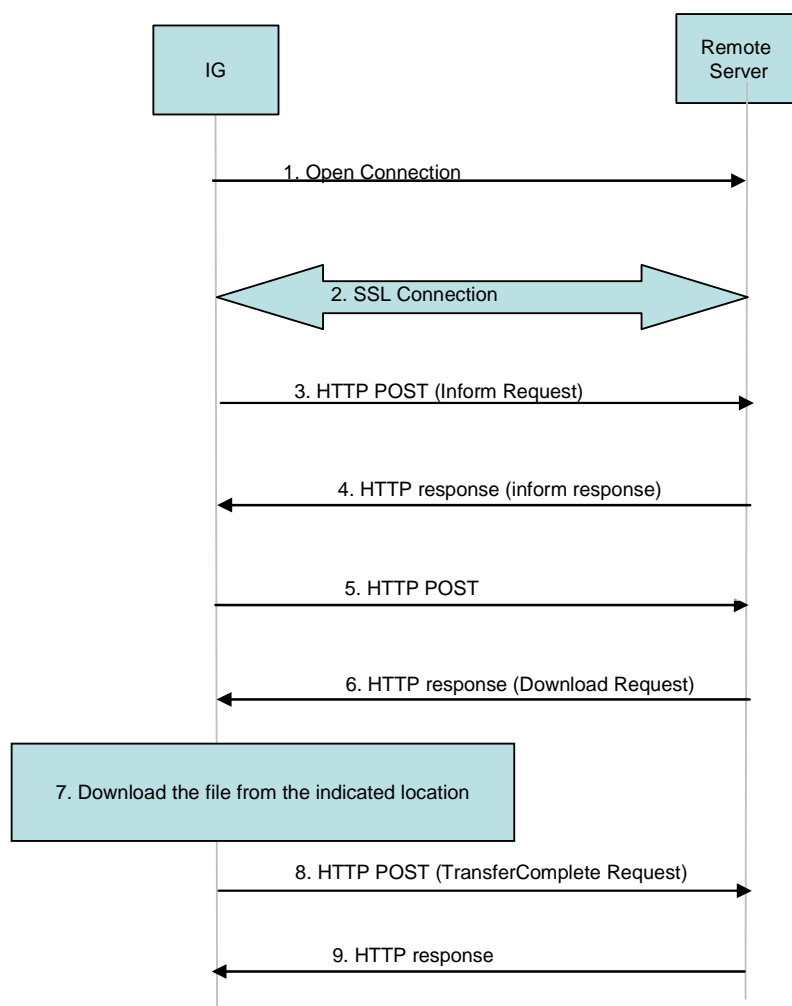 IG
Remote
Server
1. Open Connection
2. SSL Connection
3. HTTP POST (Inform Request)
4. HTTP response (inform response)
5. HTTP POST
6. HTTP response (Download Request)
7. Download the file from the indicated location
8. HTTP POST (TransferComplete Request)
9. HTTP response